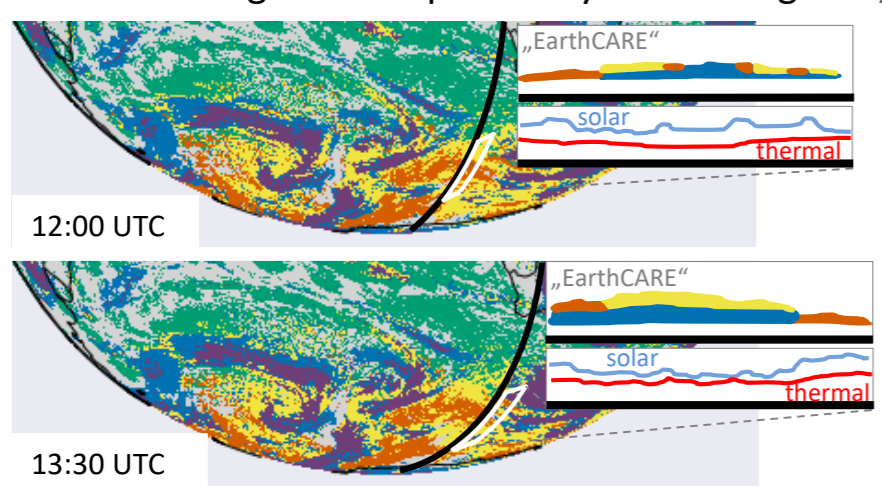 „EarthCARE“
solar
thermal
12:00 UTC
„EarthCARE“
solar
thermal
13:30 UTC